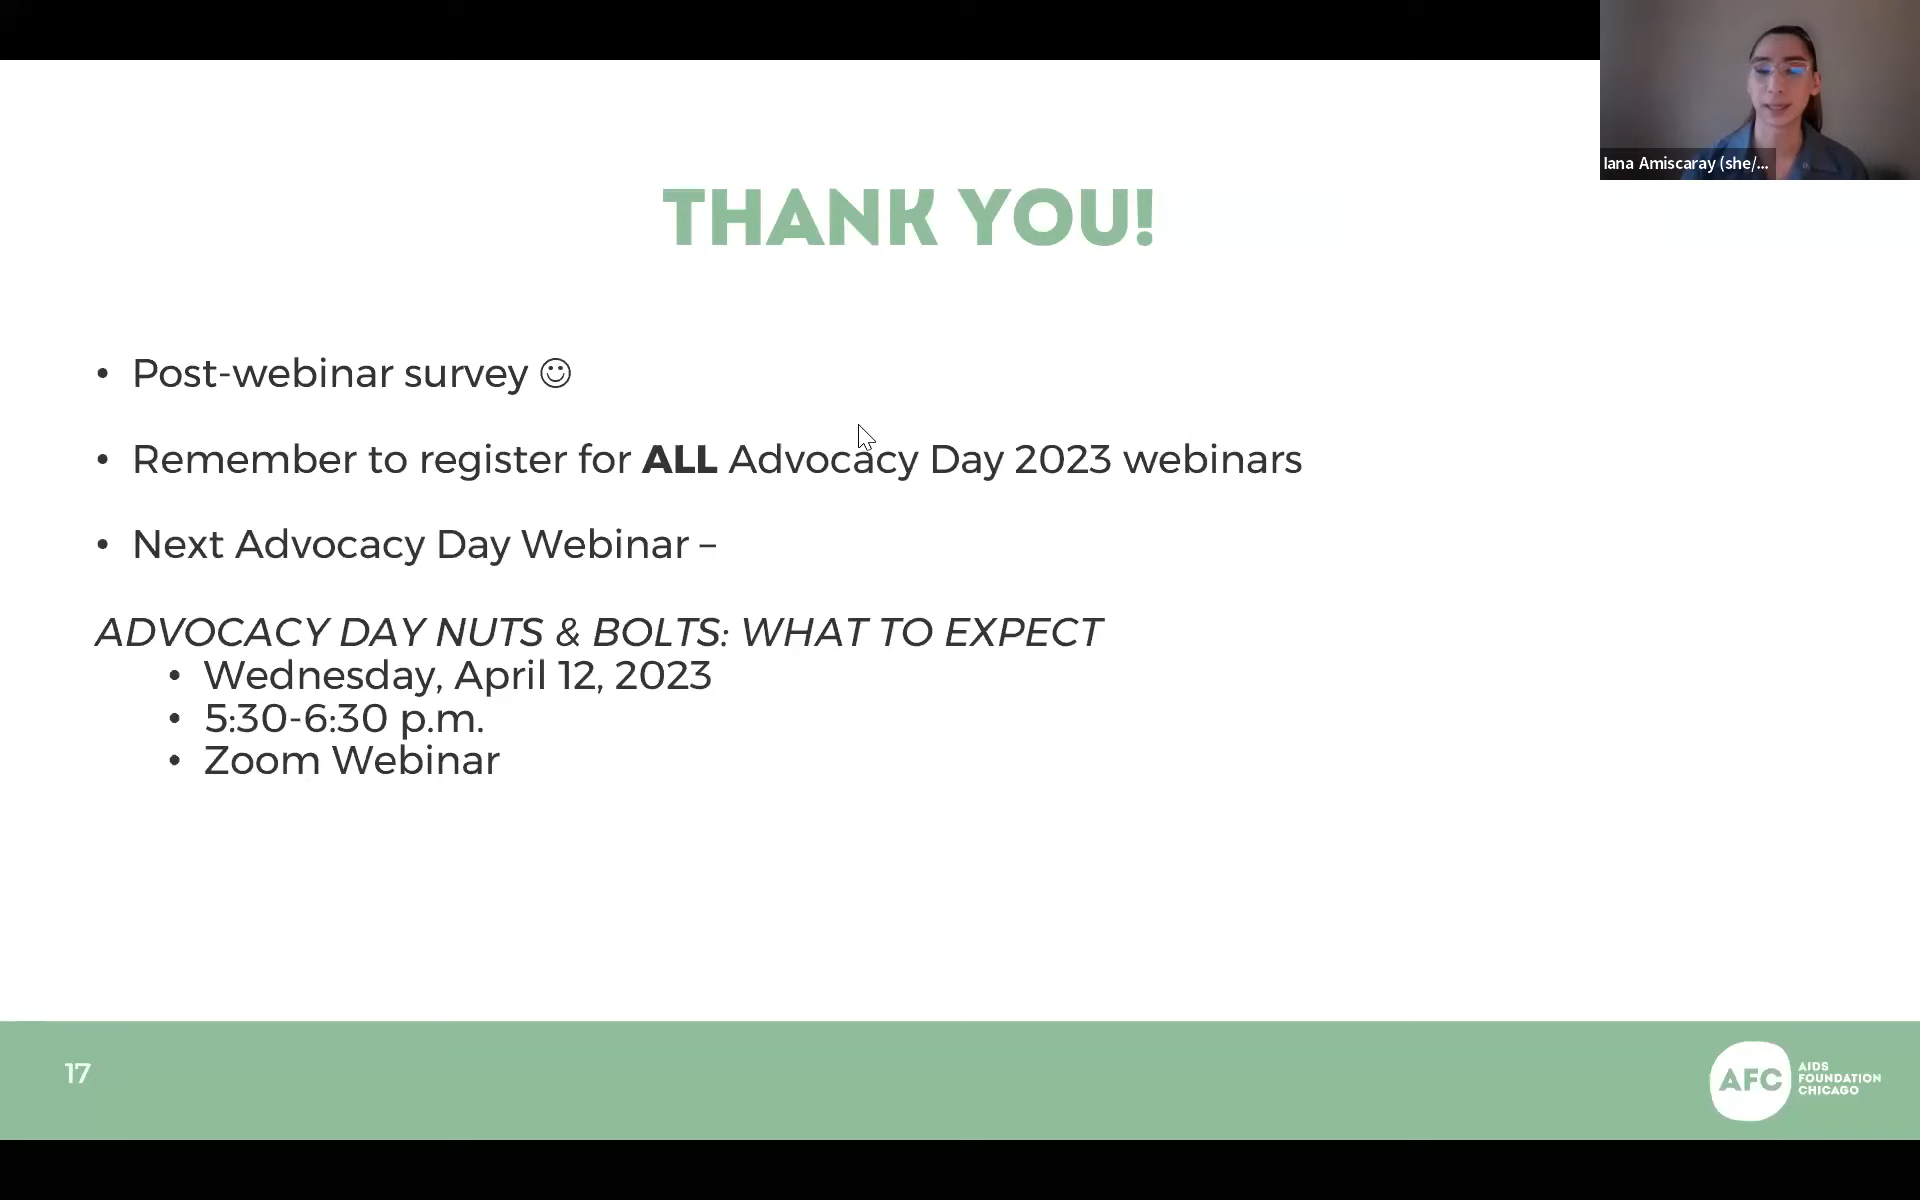 Iana Amiscaray (she/...
THANK YOU!
• Post-webinar survey ☺
• Remember to register for ALL Advocacy Day 2023 webinars
• Next Advocacy Day Webinar –
ADVOCACY DAY NUTS & BOLTS: WHAT TO EXPECT
• Wednesday, April 12, 2023
• 5:30-6:30 p.m.
• Zoom Webinar
17
AFC
AIDS
FOUNDATION
CHICAGO